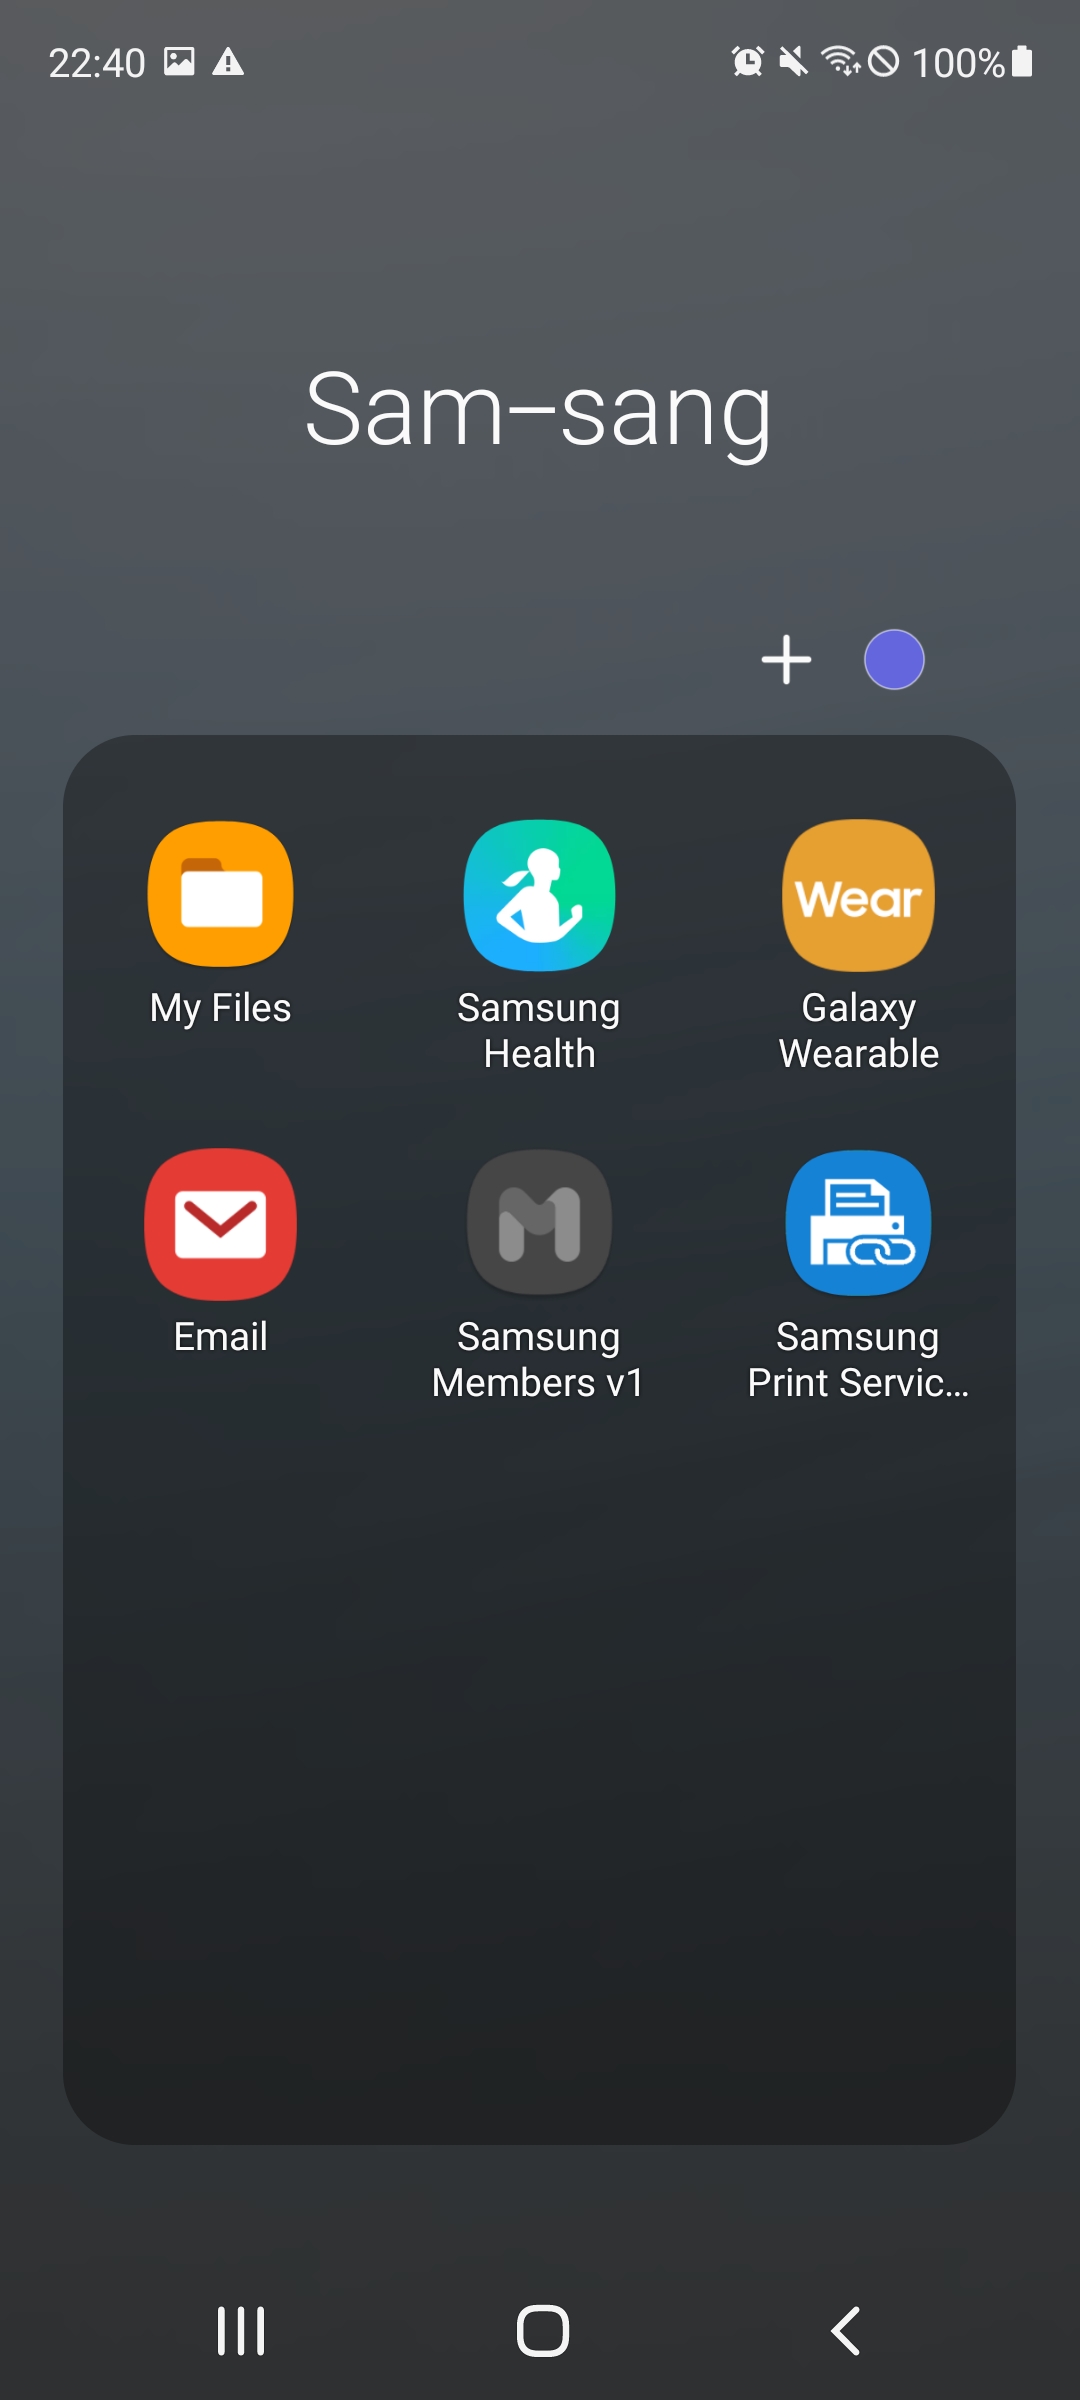 22:40
100%
Sam-sang
Wear
My Files
Samsung
Health
Galaxy
Wearable
Email
Samsung
Members v1
Samsung
Print Servic...